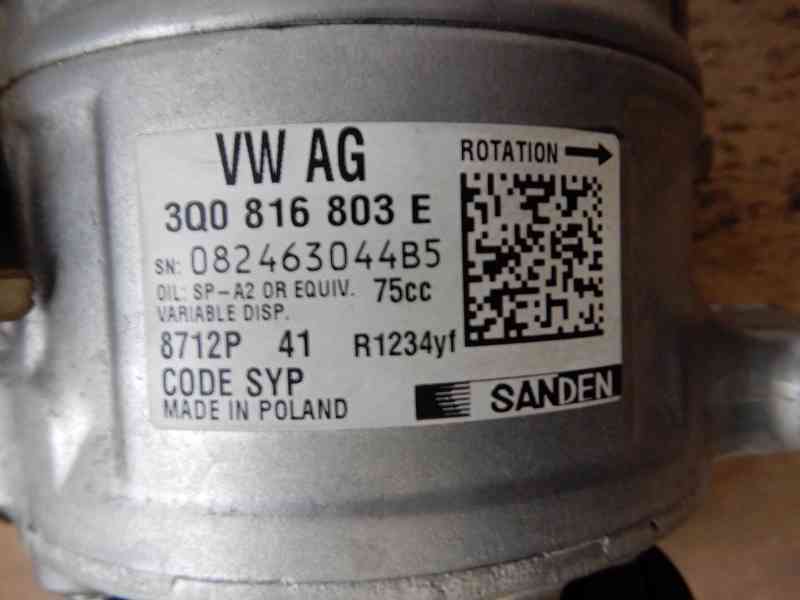 VW AG
ROTATION
3Q0 816 803 E
SN: 082463044B5
OIL: SP-A2 OR EQUIV. 75cc
VARIABLE DISP.
8712P 41 R1234yf
CODE SYP
MADE IN POLAND
SANDEN